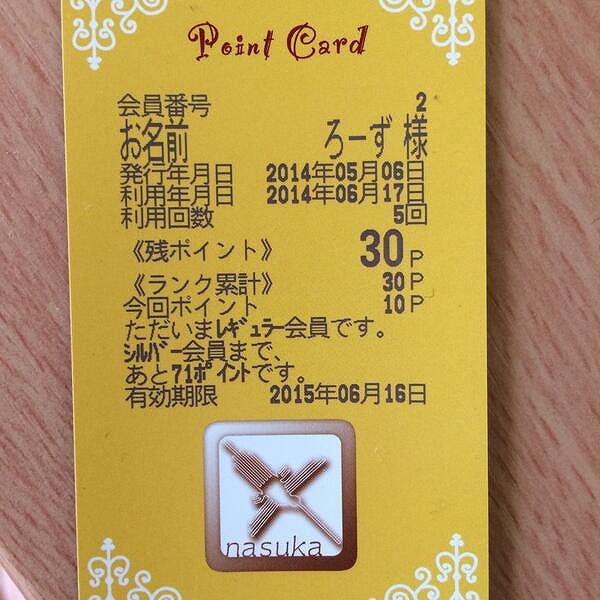 Point Card
会員番号 2
お名前 ろーず 様
発行年月日 2014年05月06日
利用年月日 2014年06月17日
利用回数 5回
《残ポイント》 30P
《ランク累計》 30P
今回ポイント 10P
ただいまﾚｷﾞｭﾗｰ会員です。
ｼﾙﾊﾞｰ会員まで、
あと71ﾎﾟｲﾝﾄです。
有効期限 2015年06月16日
nasuka